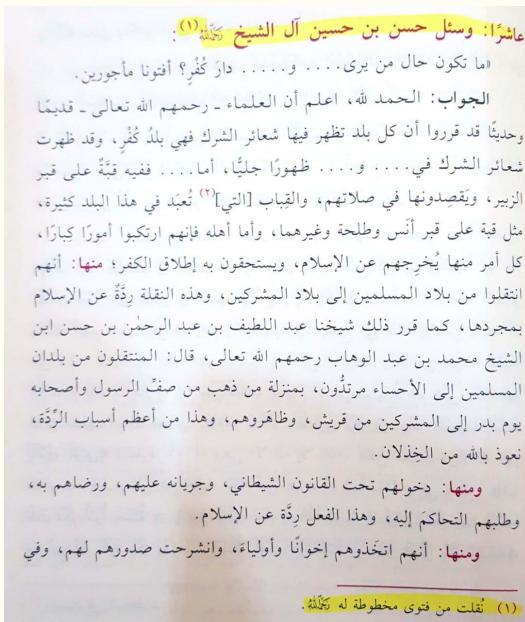 عاشرًا: وسئل حسن بن حسين آل الشيخ رَحِمَهُ اللهُ (١):
«ما تكون حال من يرى.... و..... دارَ كُفْرٍ؟ أفتونا مأجورين.
الجواب: الحمد لله، اعلم أن العلماء ـ رحمهم الله تعالى ـ قديمًا
وحديثًا قد قرروا أن كل بلد تظهر فيها شعائر الشرك فهي بلدُ كُفْرٍ، وقد ظهرت
شعائر الشرك في.... و.... ظهورًا جليًّا، أما.... ففيه قبَّةٌ على قبر
الزبير، ويَقصِدونها في صلاتهم، والقِباب [التي](٢) تُعبَد في هذا البلد كثيرة،
مثل قبة على قبر أنَس وطلحة وغيرهما، وأما أهله فإنهم ارتكبوا أمورًا كِبارًا،
كل أمر منها يُخرِجهم عن الإسلام، ويستحقون به إطلاق الكفر؛ منها: أنهم
انتقلوا من بلاد المسلمين إلى بلاد المشركين، وهذه النقلة رِدَّةٌ عن الإسلام
بمجردها، كما قرر ذلك شيخنا عبد اللطيف بن عبد الرحمٰن بن حسن ابن
الشيخ محمد بن عبد الوهاب رحمهم الله تعالى، قال: المنتقلون من بلدان
المسلمين إلى الأحساء مرتدُّون، بمنزلة من ذهب من صفِّ الرسول وأصحابه
يوم بدر إلى المشركين من قريش، وظاهَروهم، وهذا من أعظم أسباب الرِّدَّة،
نعوذ بالله من الخِذلان.
ومنها: دخولهم تحت القانون الشيطاني، وجريانه عليهم، ورضاهم به،
وطلبهم التحاكمَ إليه، وهذا الفعل رِدَّة عن الإسلام.
ومنها: أنهم اتخَذوهم إخوانًا وأولياءَ، وانشرحت صدورهم لهم، وفي
(١) نُقلت من فتوى مخطوطة له رَحِمَهُ اللهُ.